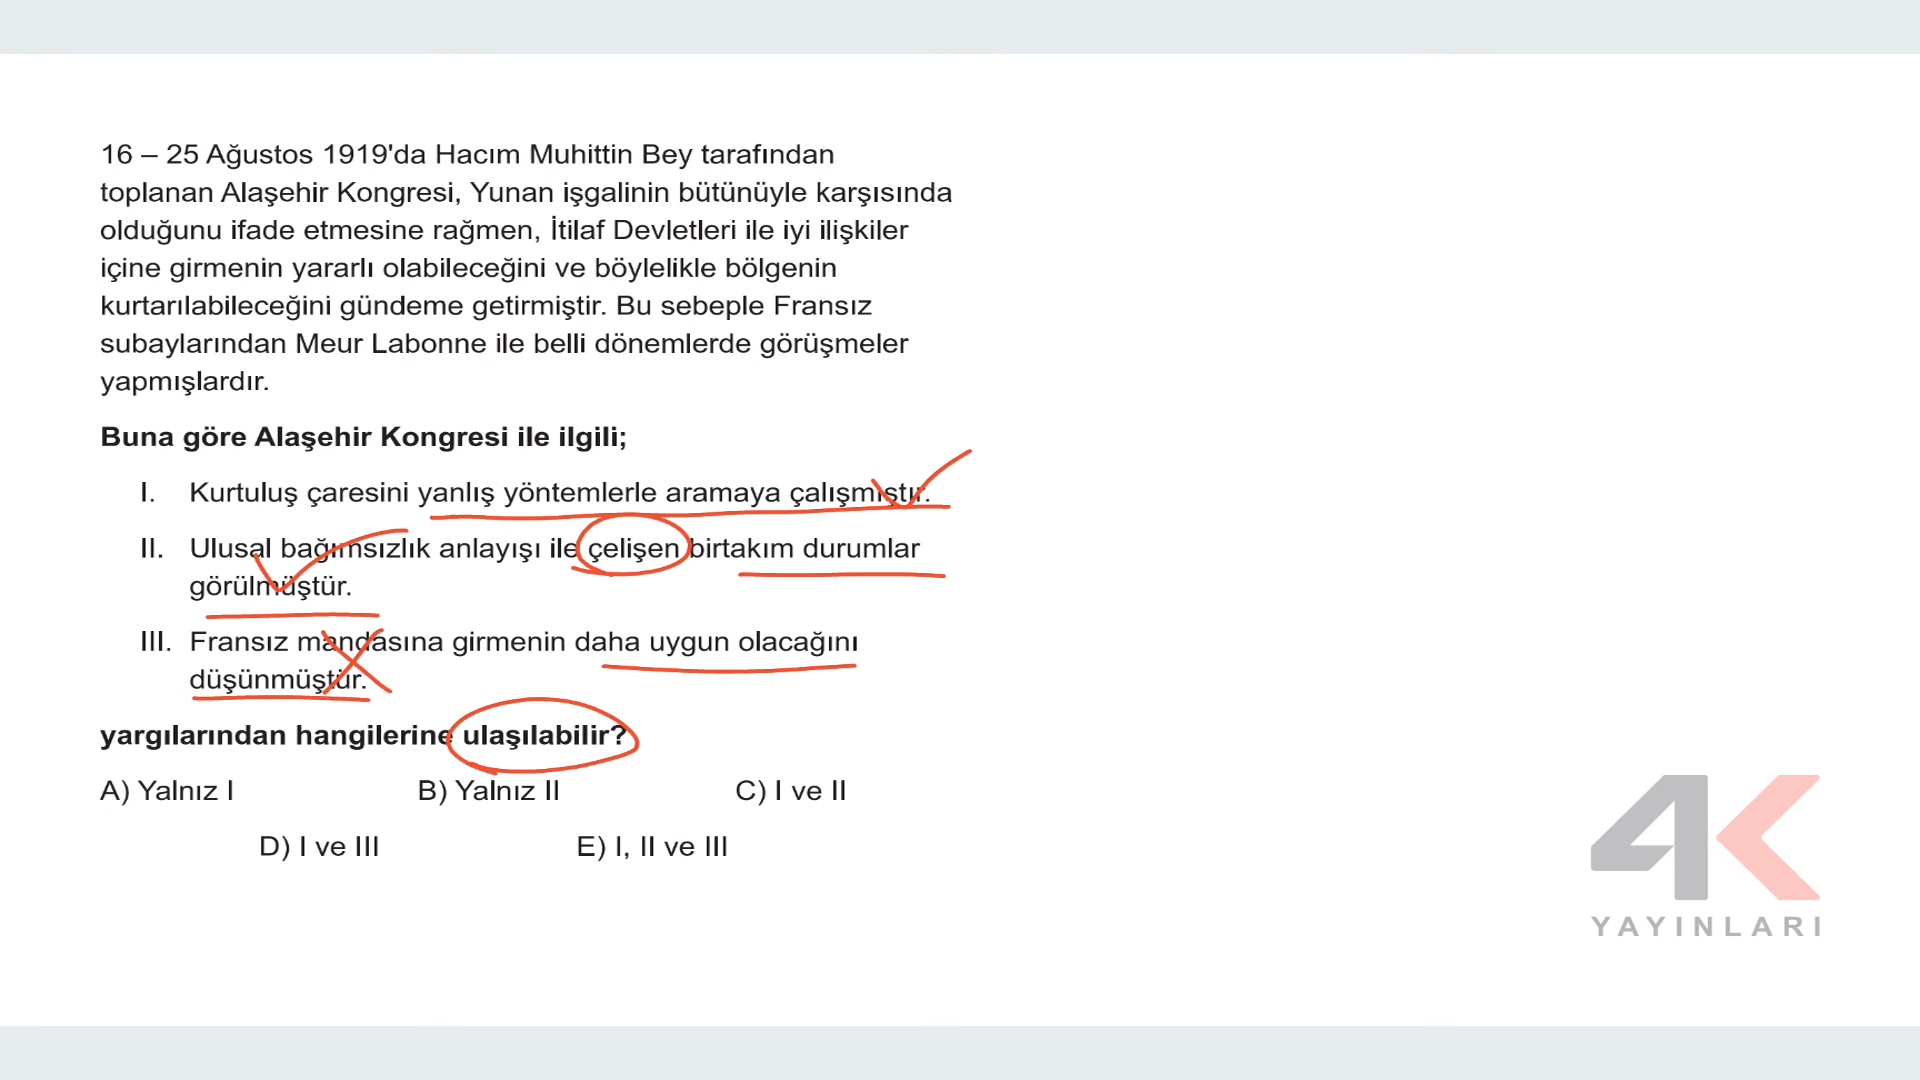 16 – 25 Ağustos 1919'da Hacım Muhittin Bey tarafından
toplanan Alaşehir Kongresi, Yunan işgalinin bütünüyle karşısında
olduğunu ifade etmesine rağmen, İtilaf Devletleri ile iyi ilişkiler
içine girmenin yararlı olabileceğini ve böylelikle bölgenin
kurtarılabileceğini gündeme getirmiştir. Bu sebeple Fransız
subaylarından Meur Labonne ile belli dönemlerde görüşmeler
yapmışlardır.
Buna göre Alaşehir Kongresi ile ilgili;
I. Kurtuluş çaresini yanlış yöntemlerle aramaya çalışmıştır.
II. Ulusal bağımsızlık anlayışı ile çelişen birtakım durumlar
görülmüştür.
III. Fransız mandasına girmenin daha uygun olacağını
düşünmüştür.
yargılarından hangilerine ulaşılabilir?
A) Yalnız I B) Yalnız II C) I ve II
D) I ve III E) I, II ve III
4K
YAYINLARI